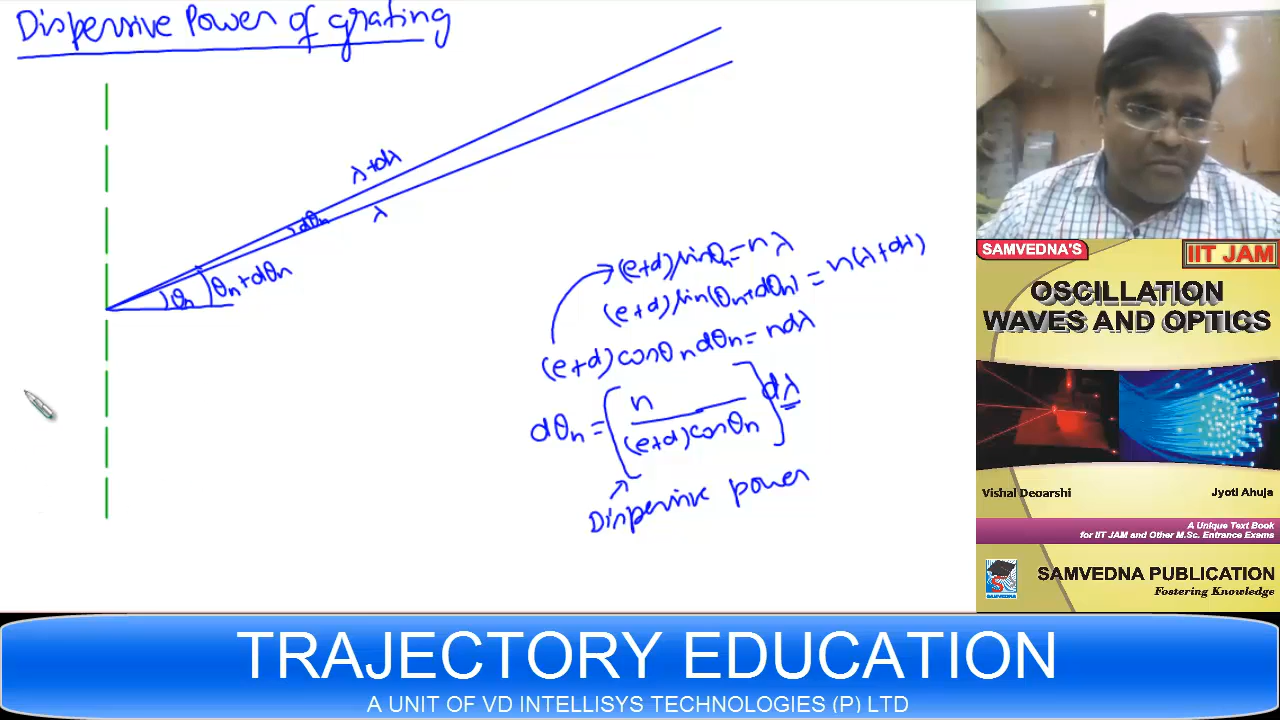 Dispersive Power of grating
λ+dλ
λ
dθn
θn
θn+dθn
(e+d)sinθn=nλ
(e+d)sin(θn+dθn)=n(λ+dλ)
(e+d)cosθn dθn=ndλ
dθn=[n/(e+d)cosθn]dλ
Dispersive power
SAMVEDNA'S
IIT JAM
OSCILLATION
WAVES AND OPTICS
Vishal Deoarshi
Jyoti Ahuja
A Unique Text Book
for IIT JAM and Other M.Sc. Entrance Exams
SAMVEDNA PUBLICATION
Fostering Knowledge
TRAJECTORY EDUCATION
A UNIT OF VD INTELLISYS TECHNOLOGIES (P) LTD